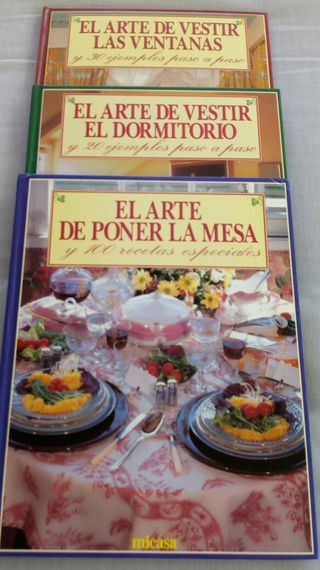 EL ARTE DE VESTIR
LAS VENTANAS
y 30 ejemplos paso a paso
EL ARTE DE VESTIR
EL DORMITORIO
y 20 ejemplos paso a paso
EL ARTE
DE PONER LA MESA
y 100 recetas especiales
micasa